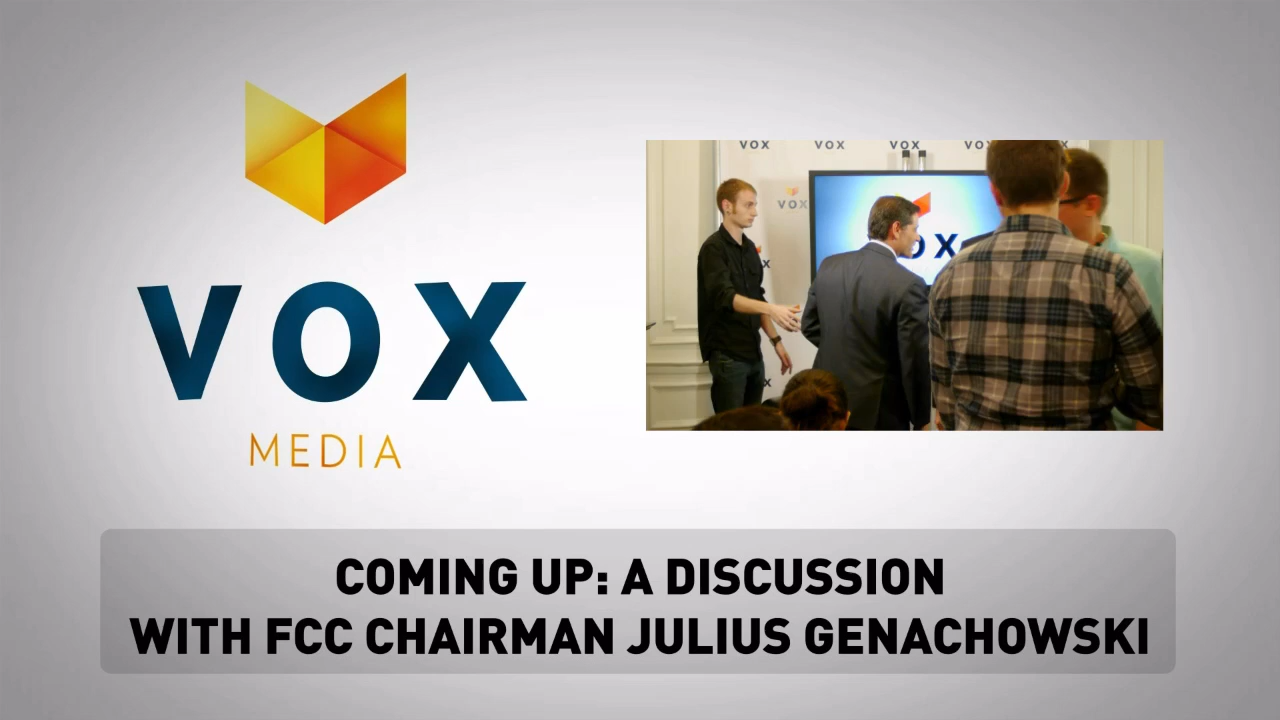 VOX
MEDIA
VOX VOX VOX VOX
VOX
COMING UP: A DISCUSSION
WITH FCC CHAIRMAN JULIUS GENACHOWSKI